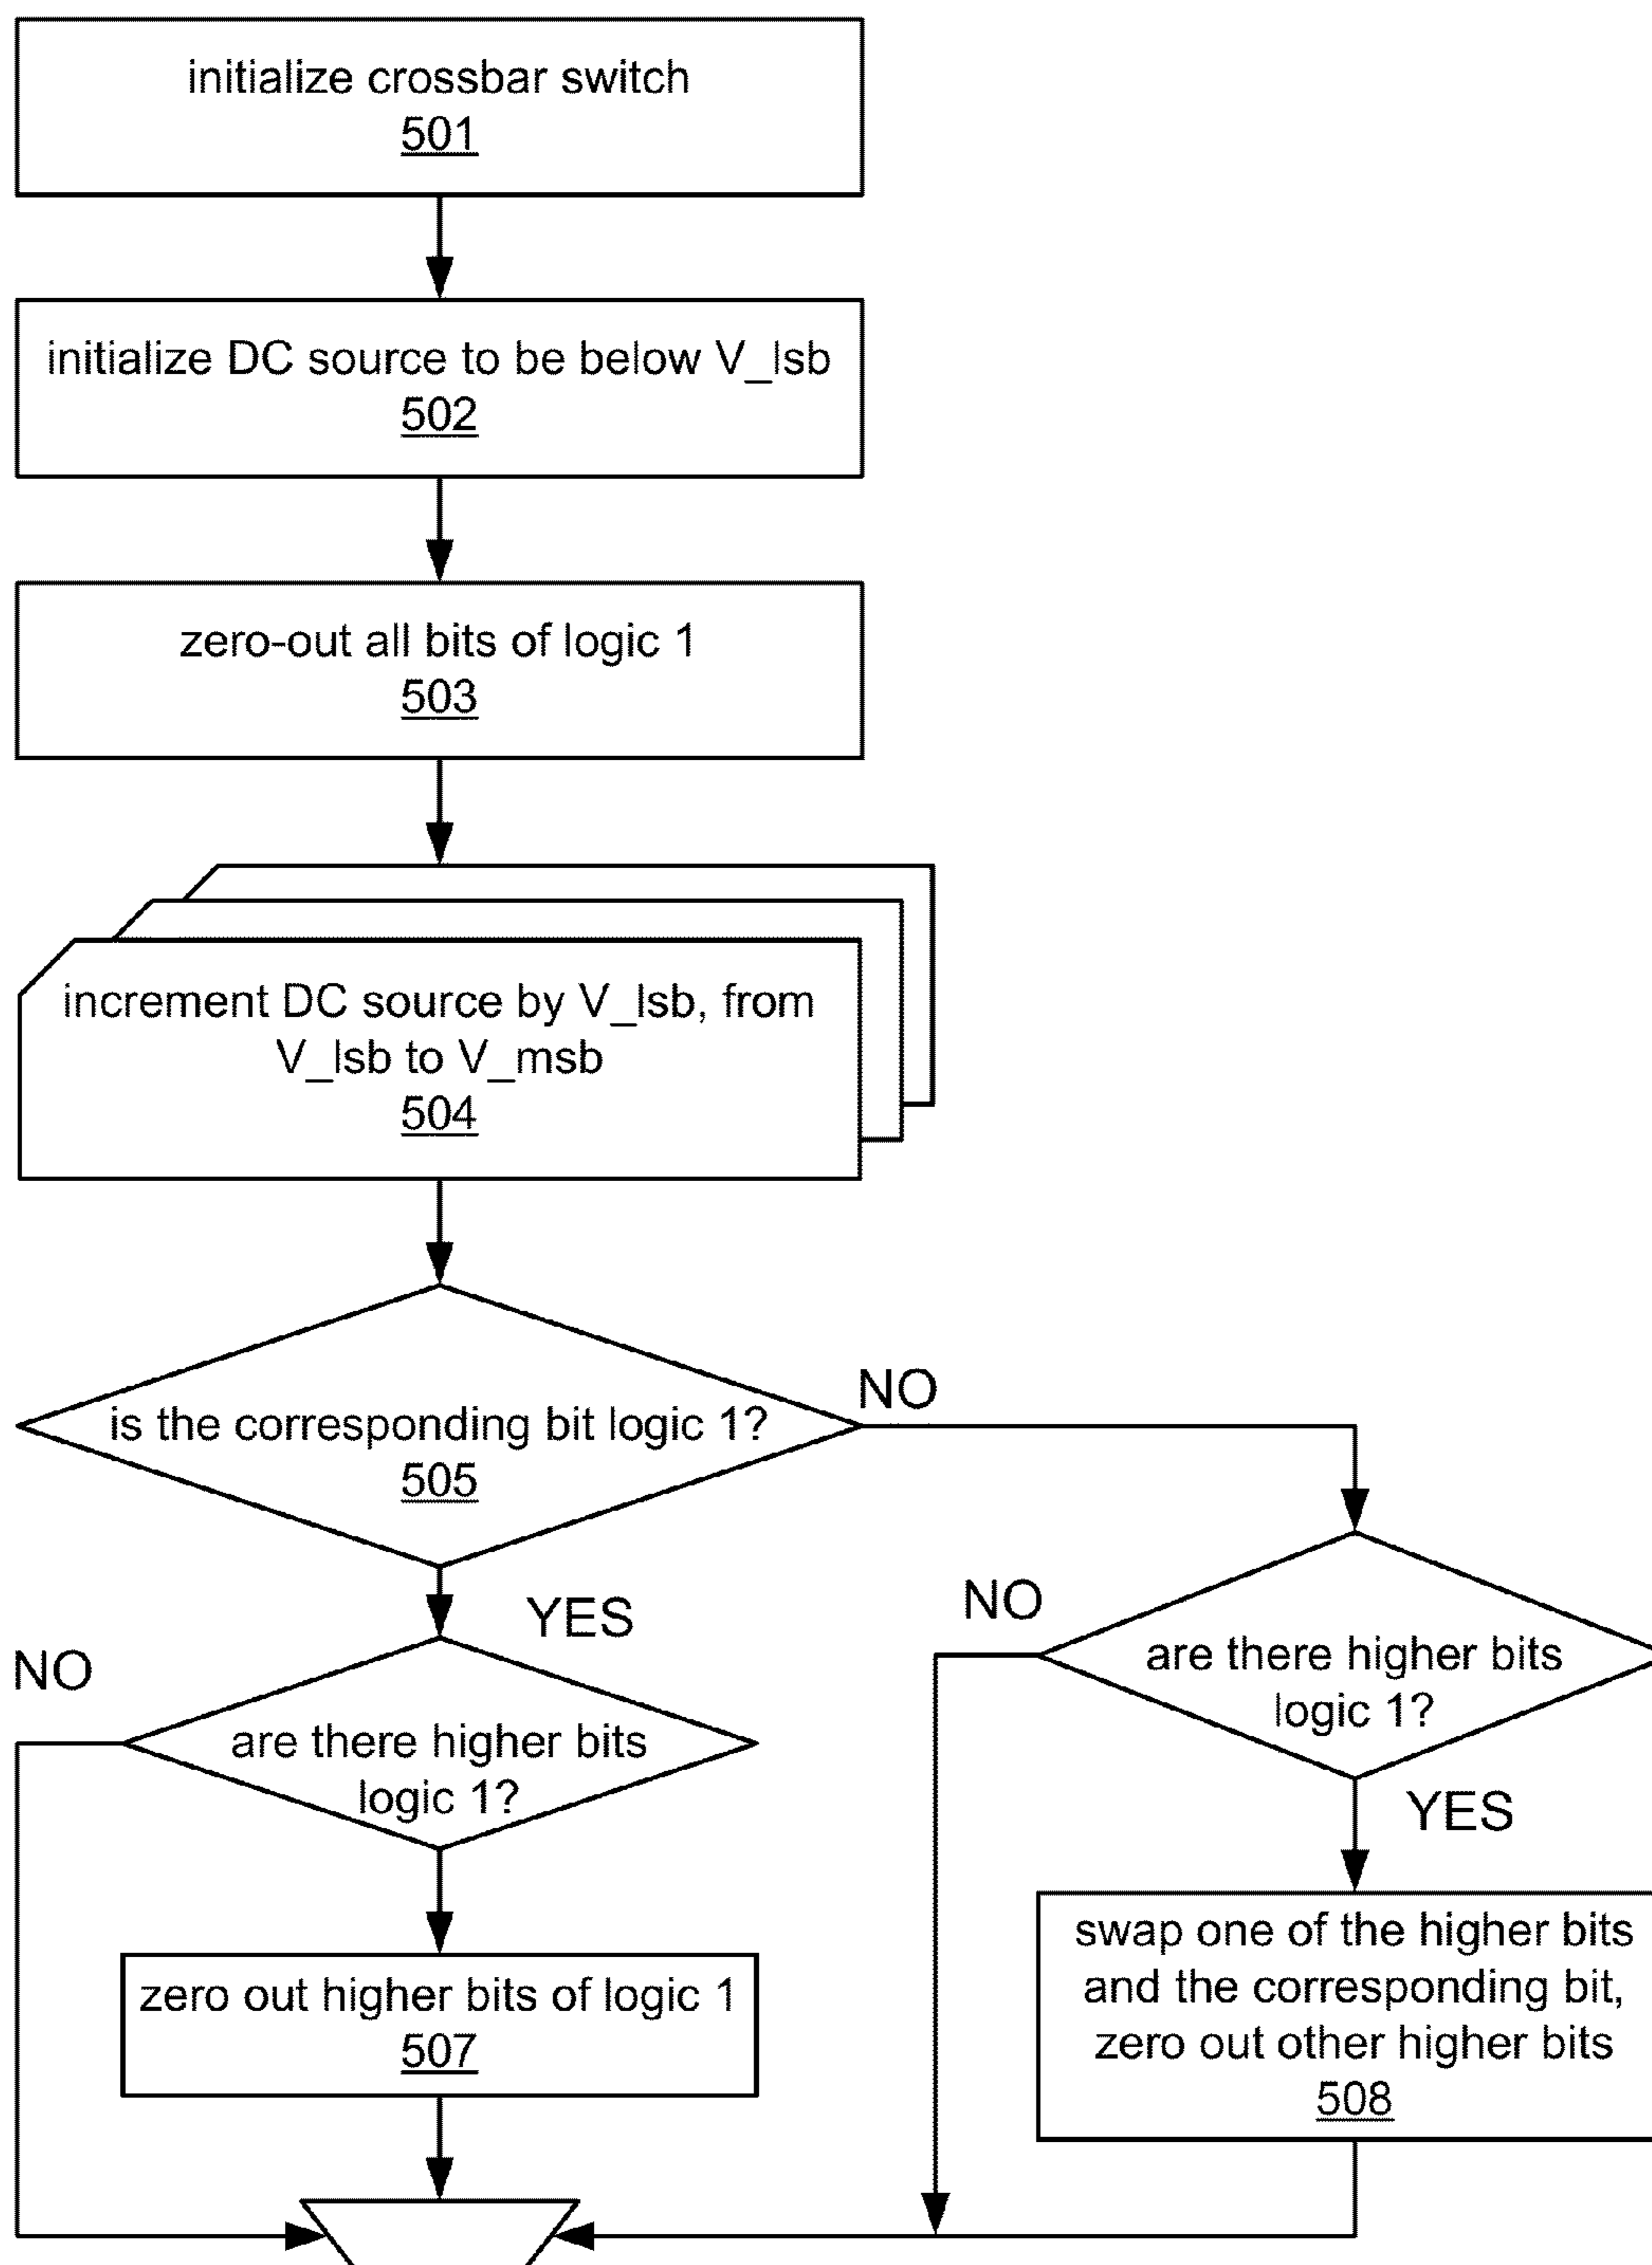 initialize crossbar switch
501
initialize DC source to be below V_lsb
502
zero-out all bits of logic 1
503
increment DC source by V_lsb, from
V_lsb to V_msb
504
is the corresponding bit logic 1?
505
NO
YES
NO
are there higher bits
logic 1?
NO
are there higher bits
logic 1?
YES
zero out higher bits of logic 1
507
swap one of the higher bits
and the corresponding bit,
zero out other higher bits
508